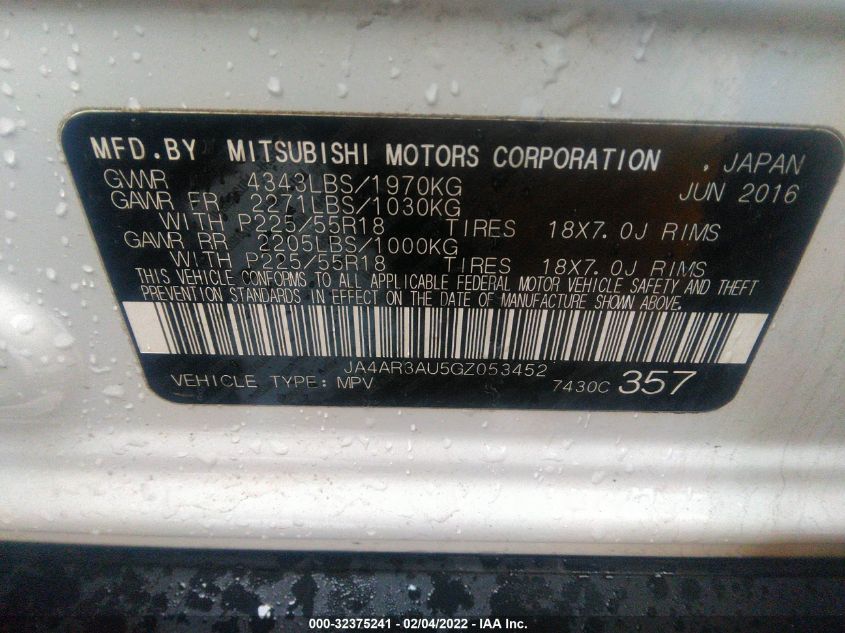 MFD.BY MITSUBISHI MOTORS CORPORATION , JAPAN
GVWR 4343LBS/1970KG JUN 2016
GAWR FR 2271LBS/1030KG
WITH P225/55R18 TIRES 18X7.0J RIMS
GAWR RR 2205LBS/1000KG
WITH P225/55R18 TIRES 18X7.0J RIMS
THIS VEHICLE CONFORMS TO ALL APPLICABLE FEDERAL MOTOR VEHICLE SAFETY AND THEFT
PREVENTION STANDARDS IN EFFECT ON THE DATE OF MANUFACTURE SHOWN ABOVE.
JA4AR3AU5GZ053452
VEHICLE TYPE: MPV 7430C 357
000-32375241 - 02/04/2022 - IAA Inc.